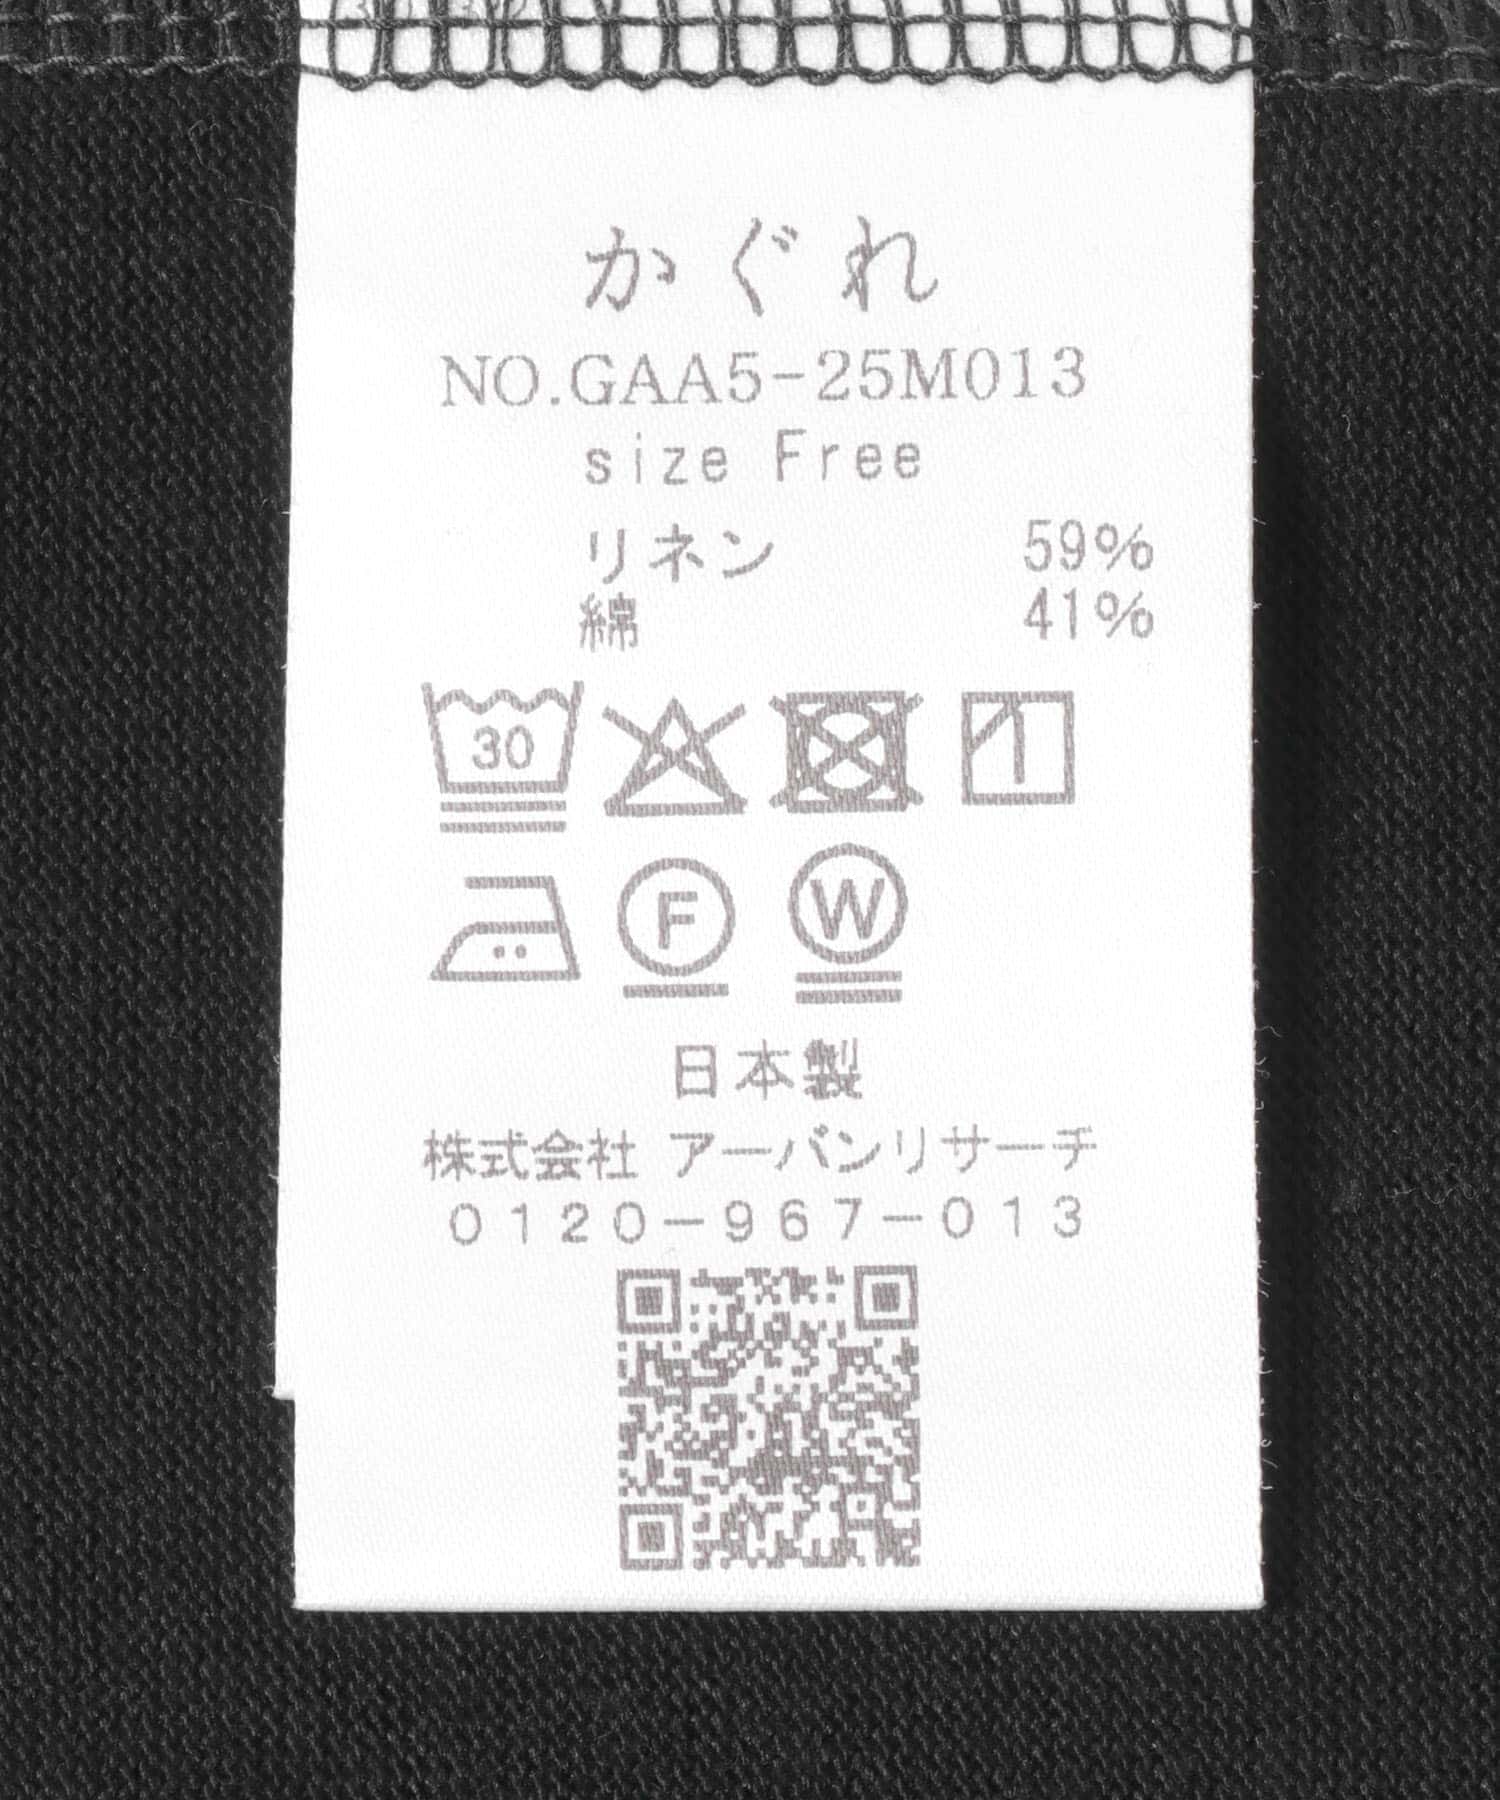 かぐれ
NO.GAA5-25M013
size Free
リネン 59%
綿 41%
30
F W
日本製
株式会社 アーバンリサーチ
0120-967-013